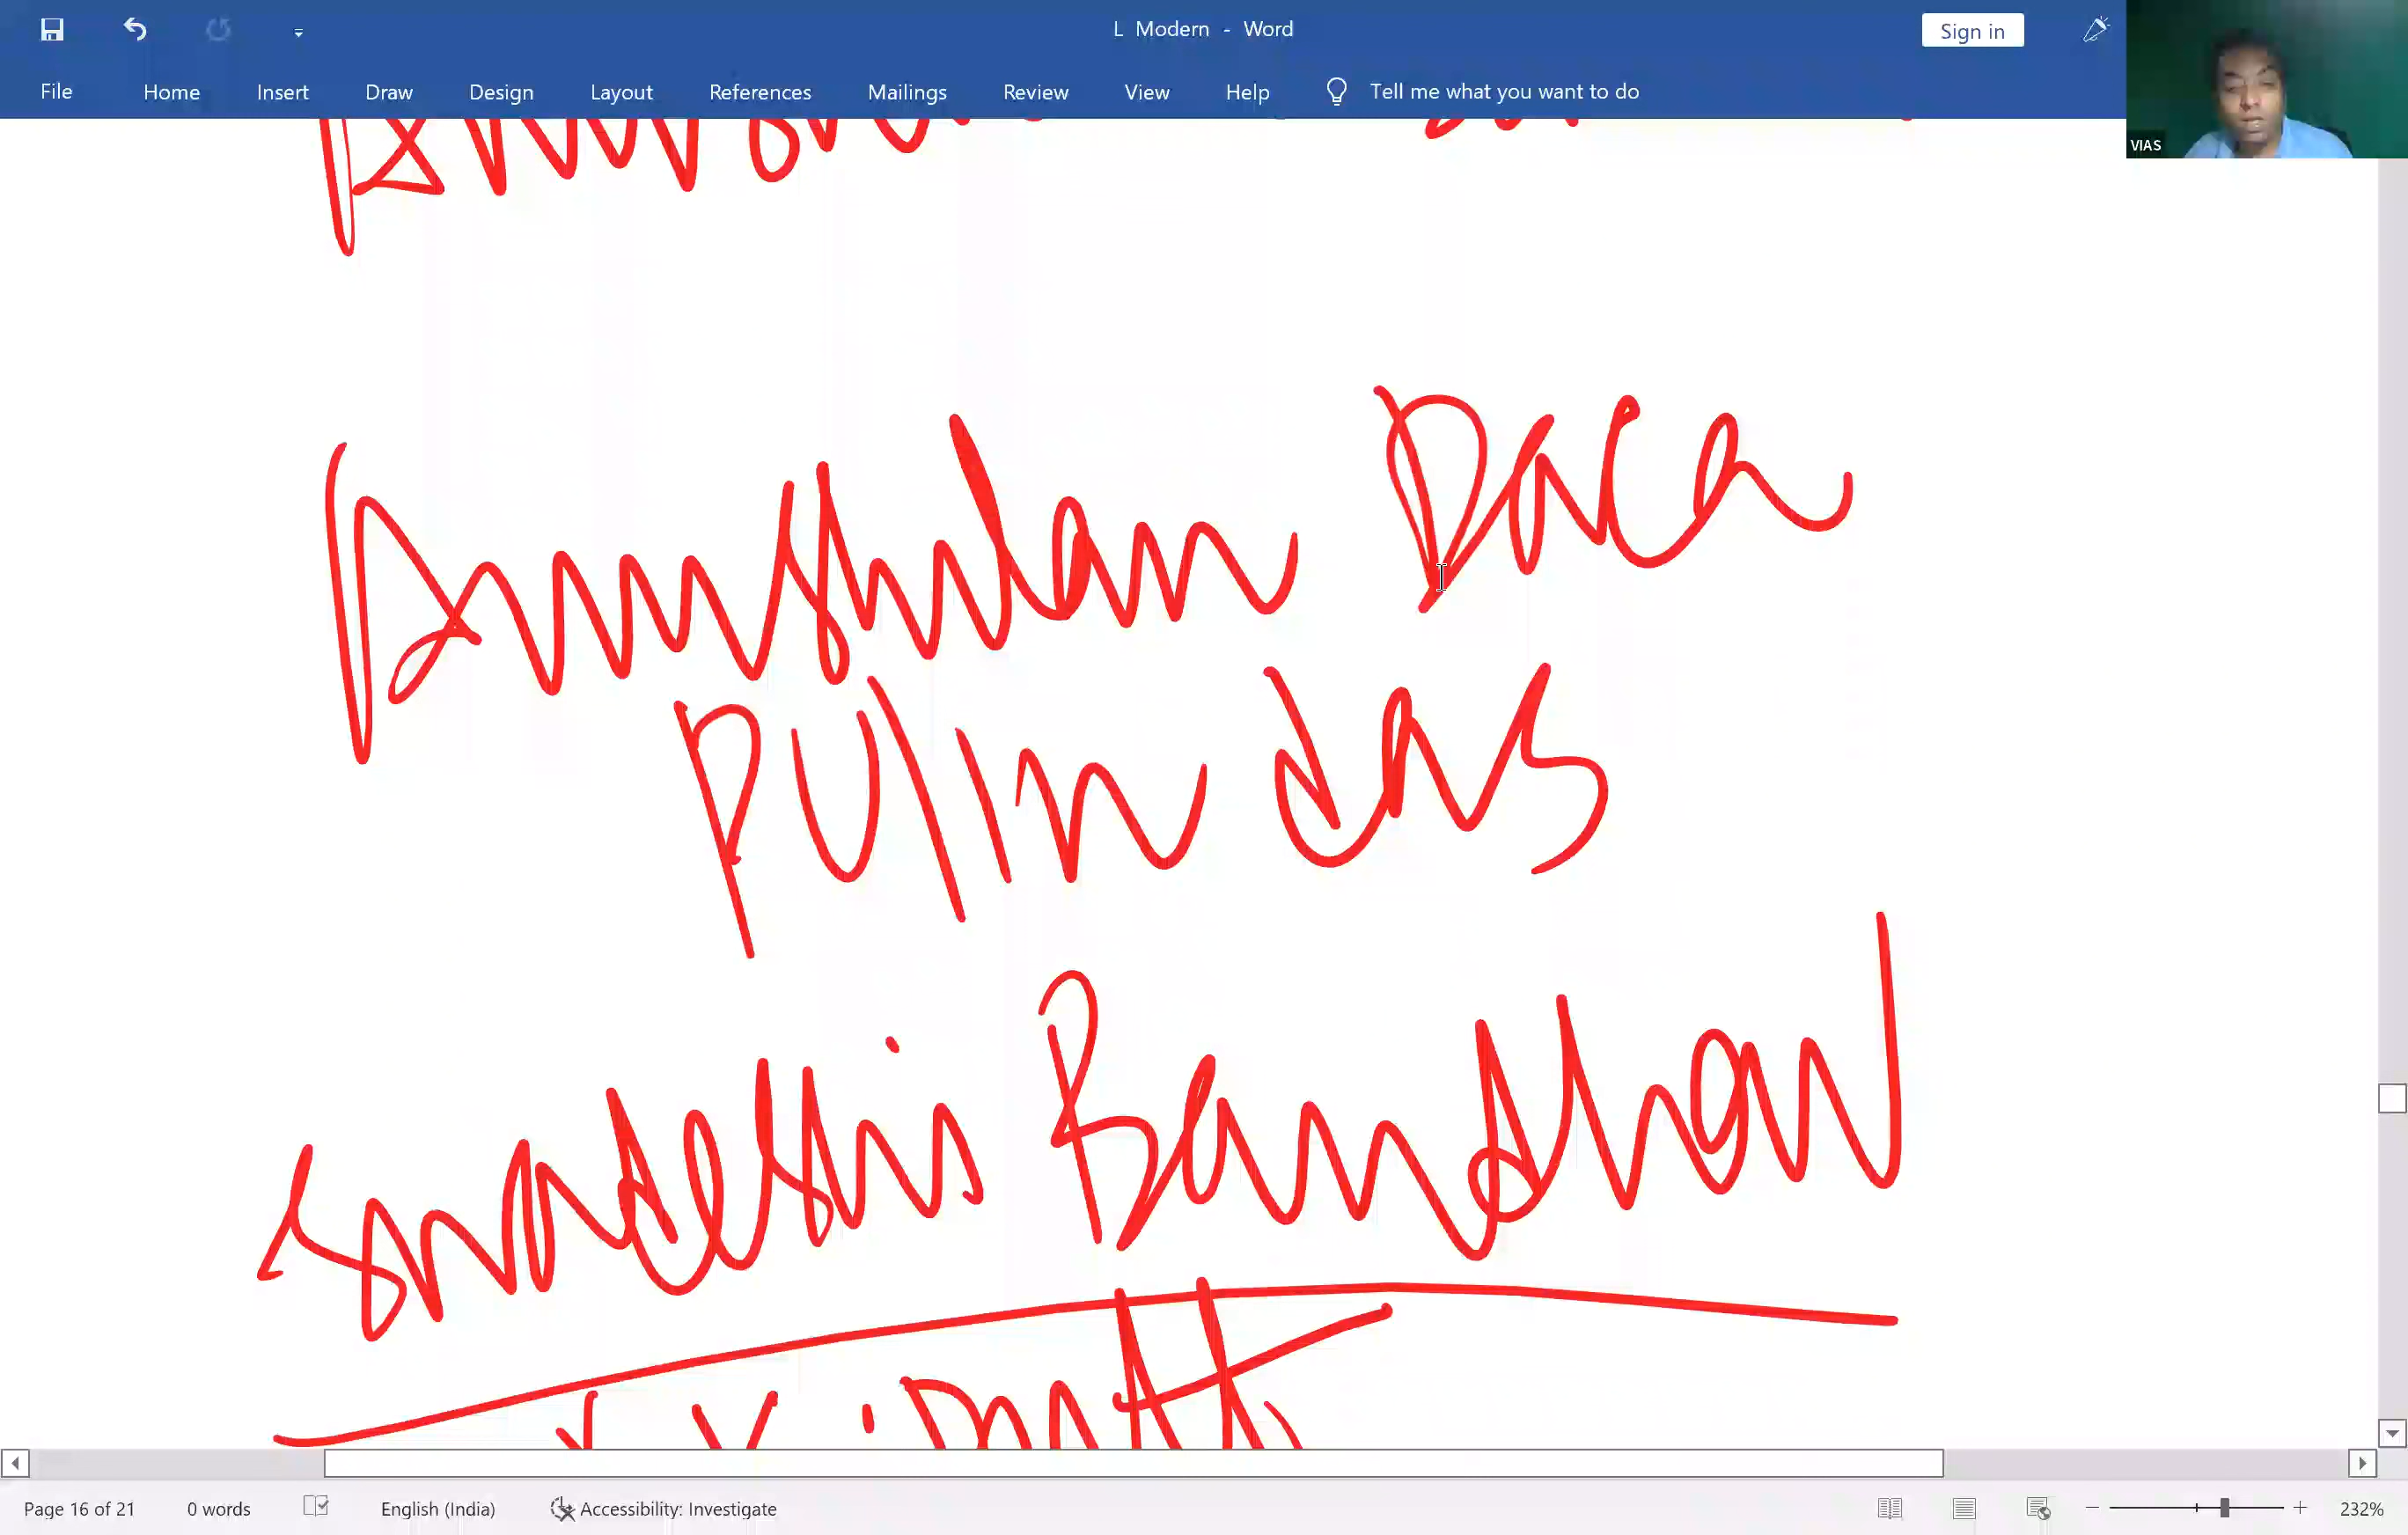 L Modern - Word
Sign in
File Home Insert Draw Design Layout References Mailings Review View Help Tell me what you want to do
VIAS
Anushlan Daca
Pulin das
Swadeshi Bandhav
Page 16 of 21 0 words English (India) Accessibility: Investigate 232%